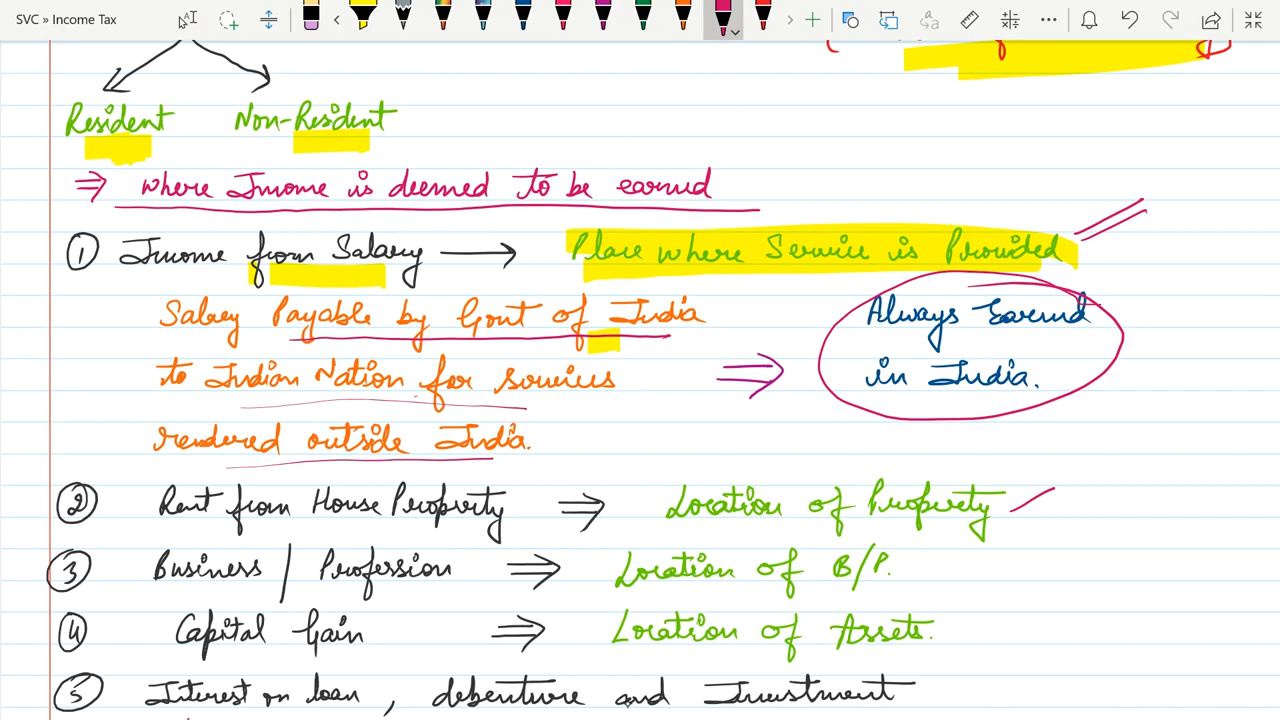 SVC » Income Tax
Resident Non-Resident
⇒ where Income is deemed to be earned
① Income from Salary ⟶ Place where Service is Provided
Salary Payable by Govt of India
to Indian Nation for services
rendered outside India.
⇒ Always Earned
in India.
② Rent from House Property ⇒ Location of Property
③ Business / Profession ⇒ Location of B/P.
④ Capital Gain ⇒ Location of Assets.
⑤ Interest on loan, debenture and Investment